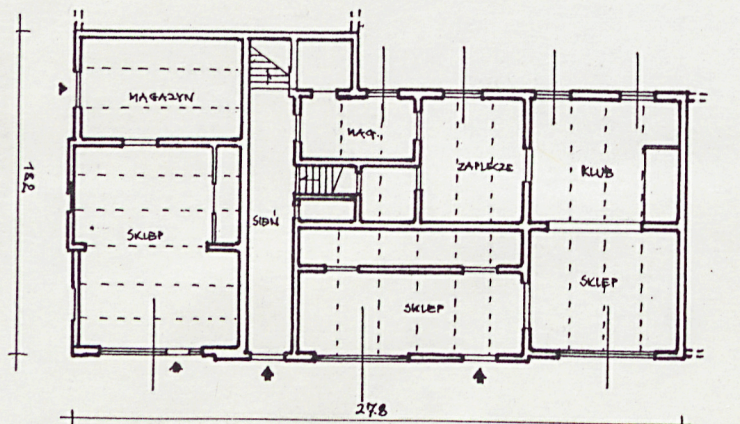 MAGAZYN
MAG.
ZAPLECZE
KLUB
18.2
SIEŃ
SKLEP
SKLEP
SKLEP
27.8